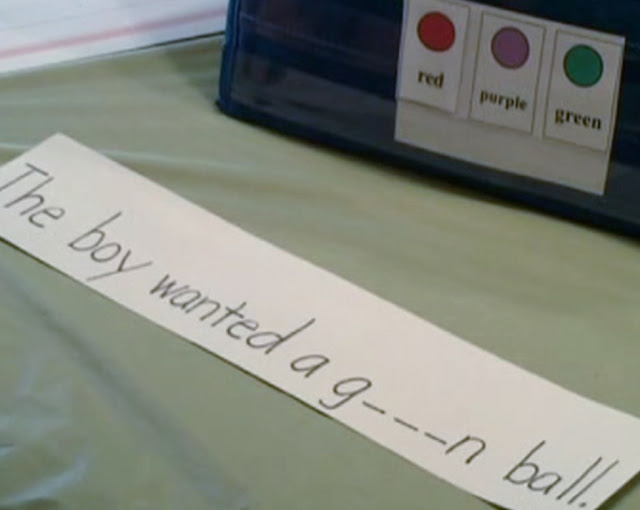 red
purple
green
The boy wanted a g---n ball.